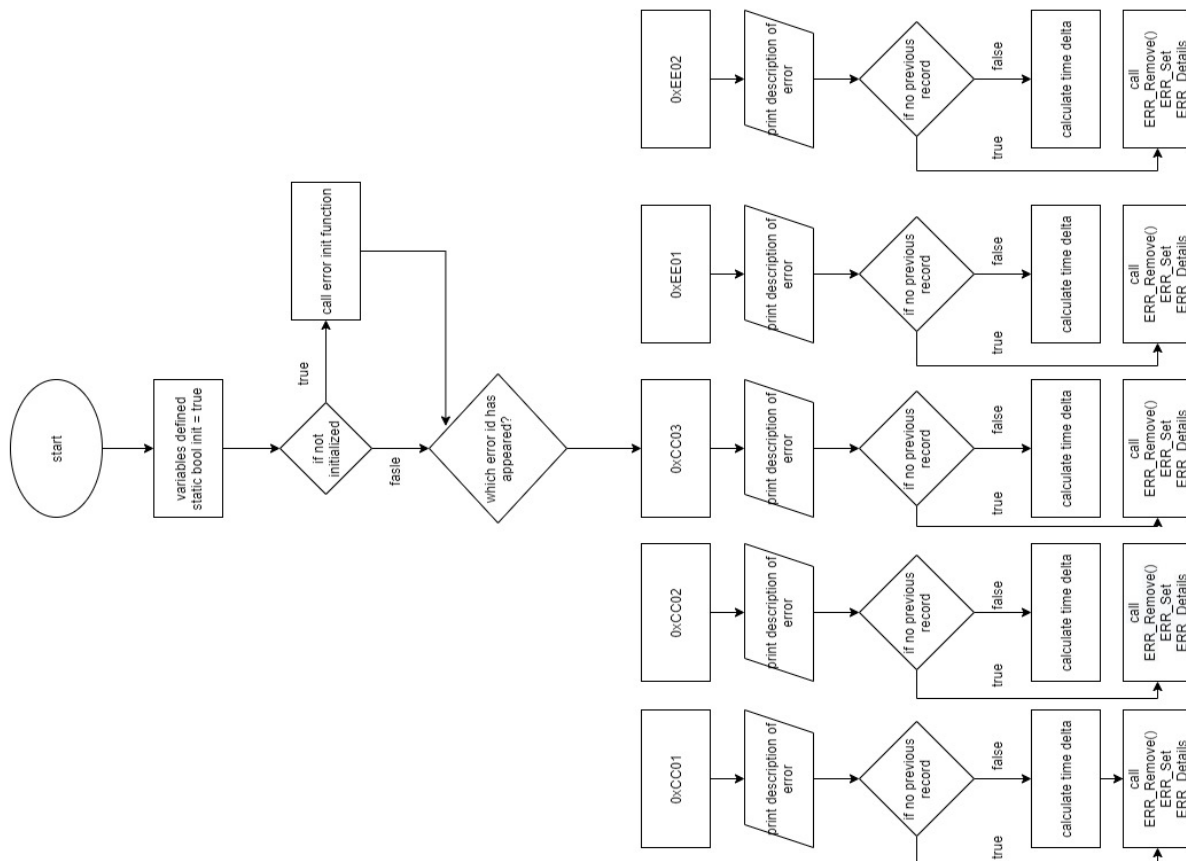 start
variables defined
static bool init = true
if not
initialized
true
call error init function
fasle
which error id has
appeared?
0xCC01
print description of
error
if no previous
record
true
false
calculate time delta
call
ERR_Remove()
ERR_Set
ERR_Details
0xCC02
print description of
error
if no previous
record
true
false
calculate time delta
call
ERR_Remove()
ERR_Set
ERR_Details
0xCC03
print description of
error
if no previous
record
true
false
calculate time delta
call
ERR_Remove()
ERR_Set
ERR_Details
0xEE01
print description of
error
if no previous
record
true
false
calculate time delta
call
ERR_Remove()
ERR_Set
ERR_Details
0xEE02
print description of
error
if no previous
record
true
false
calculate time delta
call
ERR_Remove()
ERR_Set
ERR_Details